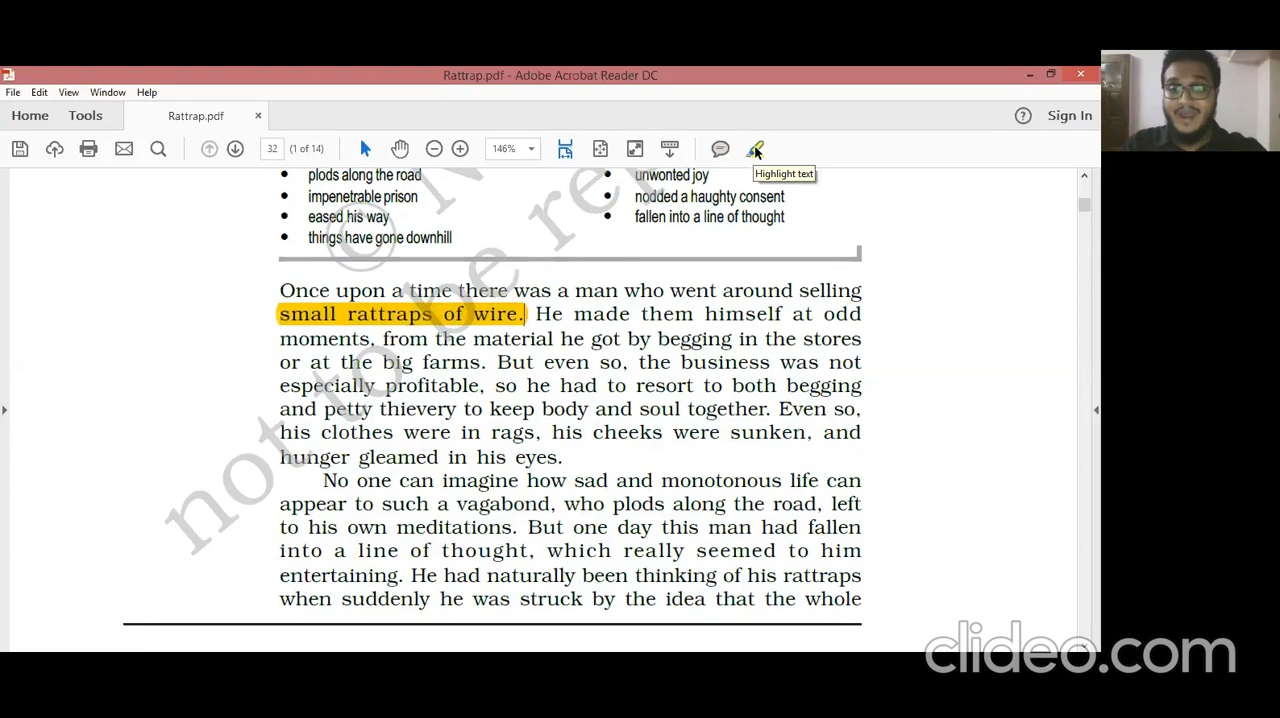 Rattrap.pdf - Adobe Acrobat Reader DC
File Edit View Window Help
Home Tools Rattrap.pdf × Sign In
32 (1 of 14) 146%
Highlight text
• plods along the road
• impenetrable prison
• eased his way
• things have gone downhill
• unwonted joy
• nodded a haughty consent
• fallen into a line of thought
Once upon a time there was a man who went around selling
small rattraps of wire. He made them himself at odd
moments, from the material he got by begging in the stores
or at the big farms. But even so, the business was not
especially profitable, so he had to resort to both begging
and petty thievery to keep body and soul together. Even so,
his clothes were in rags, his cheeks were sunken, and
hunger gleamed in his eyes.
No one can imagine how sad and monotonous life can
appear to such a vagabond, who plods along the road, left
to his own meditations. But one day this man had fallen
into a line of thought, which really seemed to him
entertaining. He had naturally been thinking of his rattraps
when suddenly he was struck by the idea that the whole
© N
not to be re
clideo.com